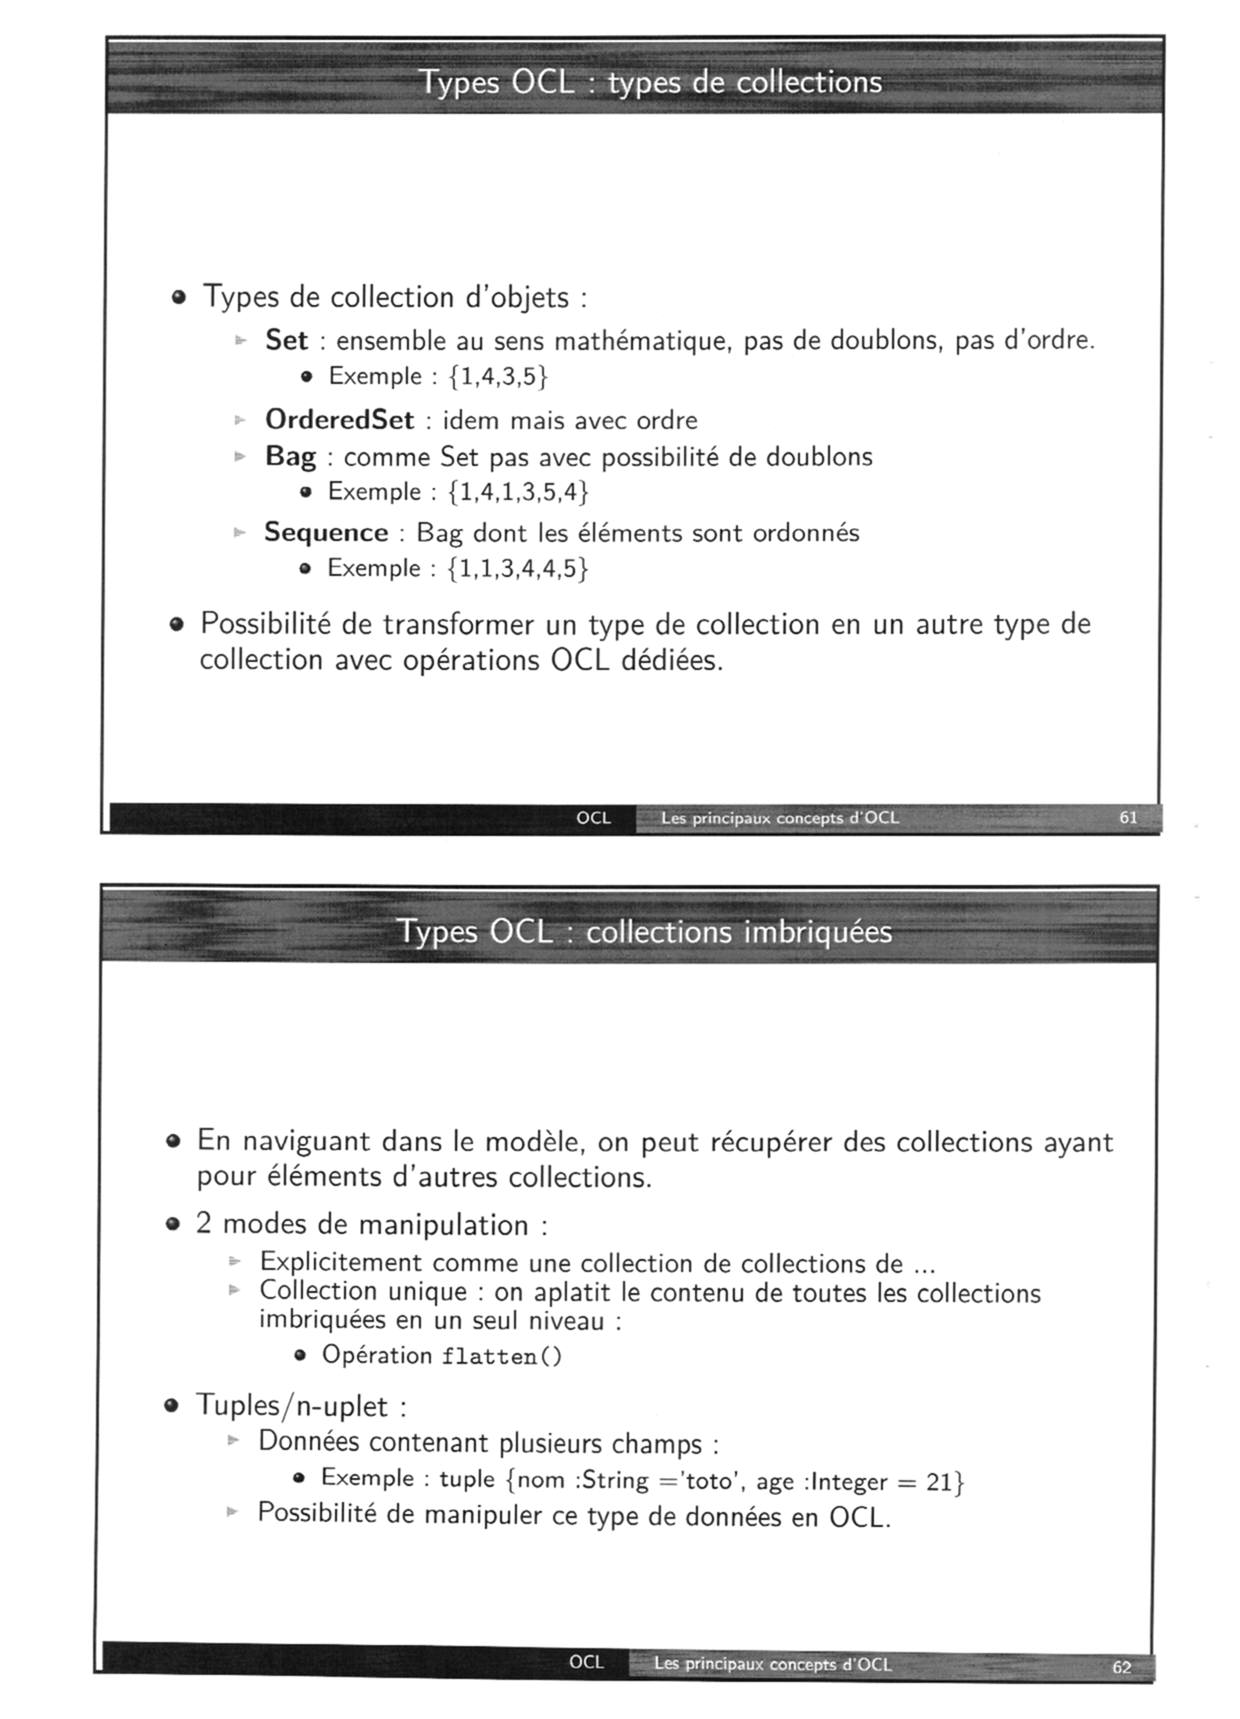 Types OCL : types de collections
Types de collection d'objets :
Set : ensemble au sens mathématique, pas de doublons, pas d'ordre.
Exemple : {1,4,3,5}
OrderedSet : idem mais avec ordre
Bag : comme Set pas avec possibilité de doublons
Exemple : {1,4,1,3,5,4}
Sequence : Bag dont les éléments sont ordonnés
Exemple : {1,1,3,4,4,5}
Possibilité de transformer un type de collection en un autre type de
collection avec opérations OCL dédiées.
OCL Les principaux concepts d'OCL 61
Types OCL : collections imbriquées
En naviguant dans le modèle, on peut récupérer des collections ayant
pour éléments d'autres collections.
2 modes de manipulation :
Explicitement comme une collection de collections de ...
Collection unique : on aplatit le contenu de toutes les collections
imbriquées en un seul niveau :
Opération flatten()
Tuples/n-uplet :
Données contenant plusieurs champs :
Exemple : tuple {nom :String ='toto', age :Integer = 21}
Possibilité de manipuler ce type de données en OCL.
OCL Les principaux concepts d'OCL 62